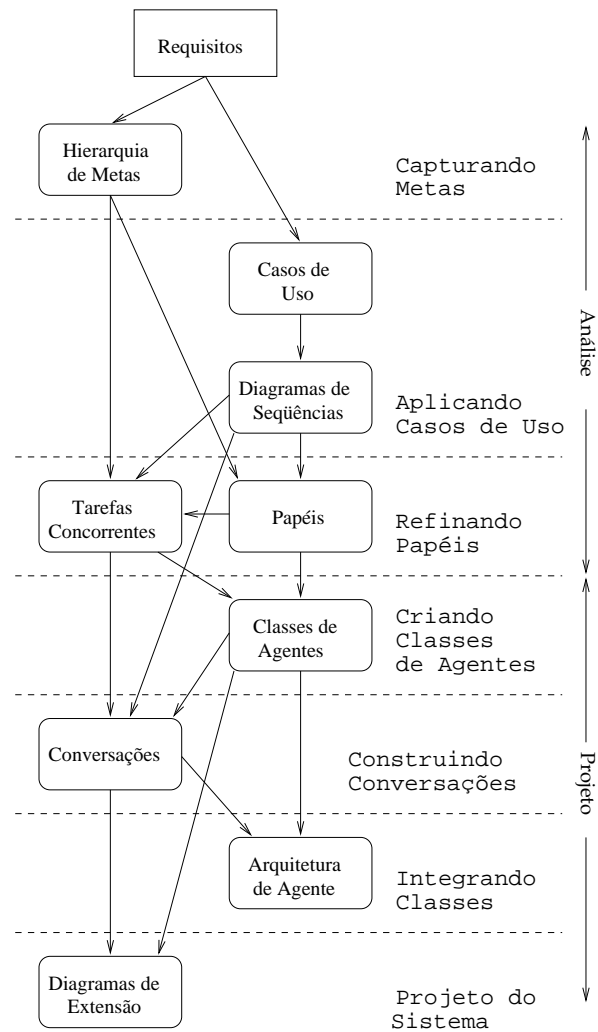 Requisitos
Hierarquia
de Metas
Capturando
Metas
Casos de
Uso
Análise
Diagramas de
Seqüências
Aplicando
Casos de Uso
Tarefas
Concorrentes
Papéis
Refinando
Papéis
Classes de
Agentes
Criando
Classes
de Agentes
Conversações
Construindo
Conversações
Projeto
Arquitetura
de Agente
Integrando
Classes
Diagramas de
Extensão
Projeto do
Sistema